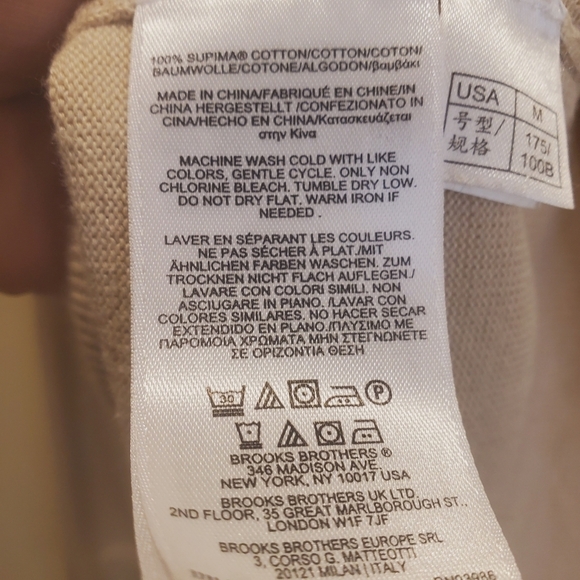 100% SUPIMA® COTTON/COTTON/COTON/
BAUMWOLLE/COTONE/ALGODON/βαμβάκι
MADE IN CHINA/FABRIQUÉ EN CHINE/IN
CHINA HERGESTELLT /CONFEZIONATO IN
CINA/HECHO EN CHINA/Κατασκευάζεται
στην Κίνα
MACHINE WASH COLD WITH LIKE
COLORS, GENTLE CYCLE. ONLY NON
CHLORINE BLEACH. TUMBLE DRY LOW.
DO NOT DRY FLAT. WARM IRON IF
NEEDED .
LAVER EN SÉPARANT LES COULEURS.
NE PAS SÉCHER À PLAT./MIT
ÄHNLICHEN FARBEN WASCHEN. ZUM
TROCKNEN NICHT FLACH AUFLEGEN./
LAVARE CON COLORI SIMILI. NON
ASCIUGARE IN PIANO. /LAVAR CON
COLORES SIMILARES. NO HACER SECAR
EXTENDIDO EN PLANO./ΠΛΥΣΙΜΟ ΜΕ
ΠΑΡΟΜΟΙΑ ΧΡΩΜΑΤΑ ΜΗΝ ΣΤΕΓΝΩΝΕΤΕ
ΣΕ ΟΡΙΖΟΝΤΙΑ ΘΕΣΗ
30 P
BROOKS BROTHERS ®
346 MADISON AVE.
NEW YORK, NY 10017 USA
BROOKS BROTHERS UK LTD.
2ND FLOOR, 35 GREAT MARLBOROUGH ST.,
LONDON W1F 7JF
BROOKS BROTHERS EUROPE SRL
3, CORSO G. MATTEOTTI
20121 MILAN | ITALY
USA M
号型/ 175/
规格 100B